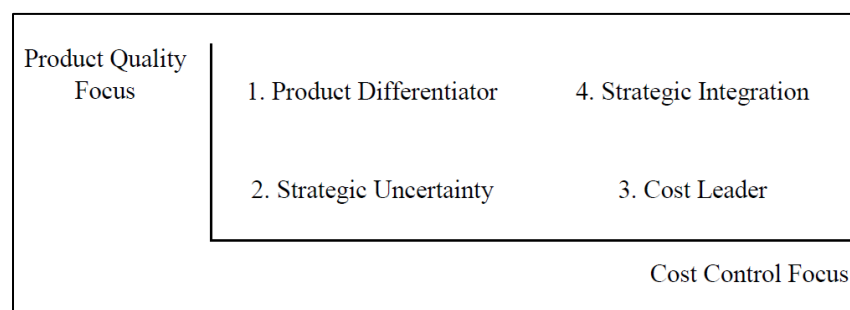 Product Quality
Focus
1. Product Differentiator
4. Strategic Integration
2. Strategic Uncertainty
3. Cost Leader
Cost Control Focus